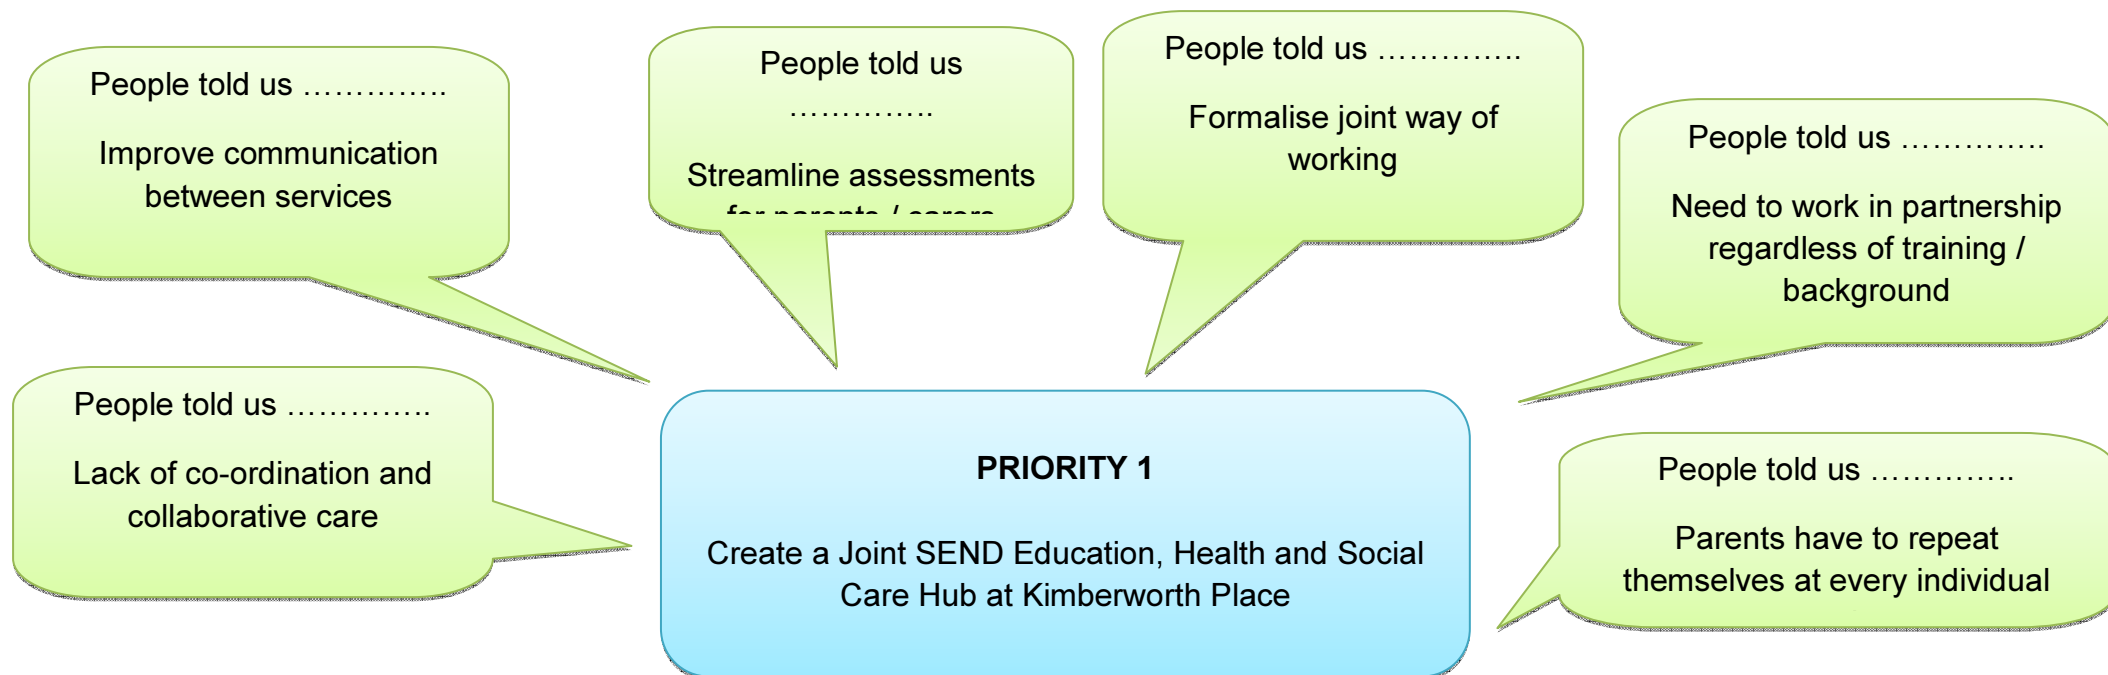 People told us …………..
Improve communication
between services
People told us
…………..
Streamline assessments
for parents / carers
People told us …………..
Formalise joint way of
working
People told us …………..
Need to work in partnership
regardless of training /
background
People told us …………..
Lack of co-ordination and
collaborative care
PRIORITY 1
Create a Joint SEND Education, Health and Social
Care Hub at Kimberworth Place
People told us …………..
Parents have to repeat
themselves at every individual